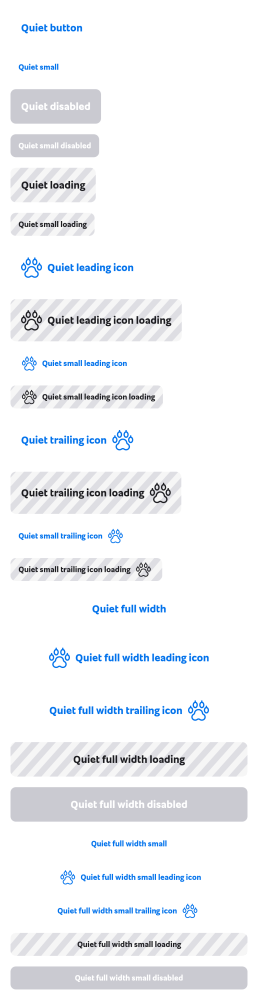 Quiet button
Quiet small
Quiet disabled
Quiet small disabled
Quiet loading
Quiet small loading
Quiet leading icon
Quiet leading icon loading
Quiet small leading icon
Quiet small leading icon loading
Quiet trailing icon
Quiet trailing icon loading
Quiet small trailing icon
Quiet small trailing icon loading
Quiet full width
Quiet full width leading icon
Quiet full width trailing icon
Quiet full width loading
Quiet full width disabled
Quiet full width small
Quiet full width small leading icon
Quiet full width small trailing icon
Quiet full width small loading
Quiet full width small disabled